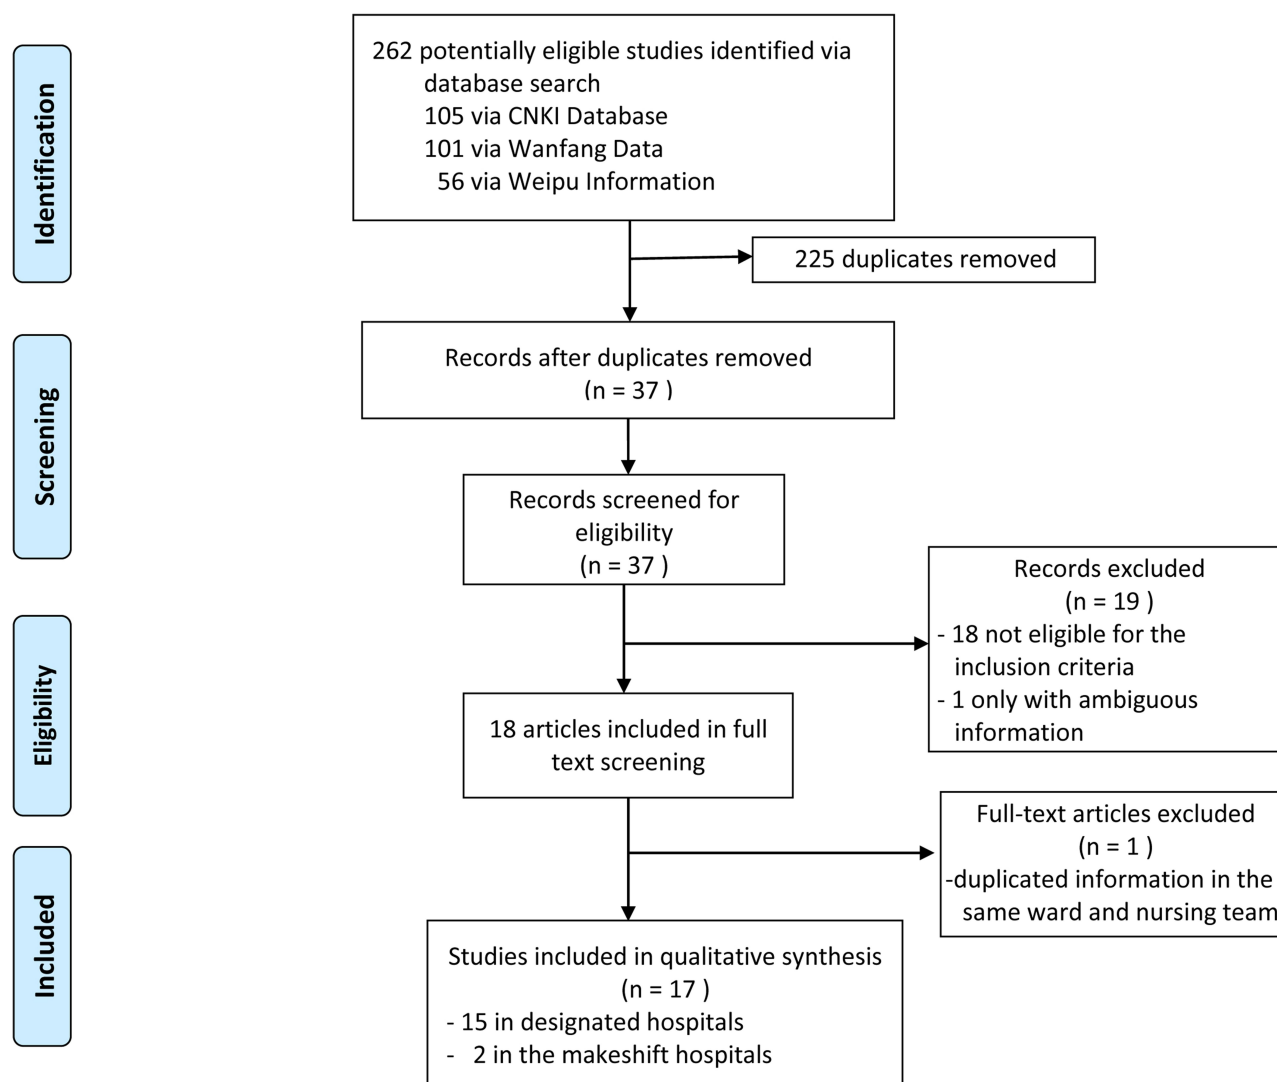 Identification
262 potentially eligible studies identified via
database search
105 via CNKI Database
101 via Wanfang Data
56 via Weipu Information
225 duplicates removed
Screening
Records after duplicates removed
(n = 37 )
Records screened for
eligibility
(n = 37 )
Records excluded
(n = 19 )
- 18 not eligible for the
inclusion criteria
- 1 only with ambiguous
information
Eligibility
18 articles included in full
text screening
Full-text articles excluded
(n = 1 )
-duplicated information in the
same ward and nursing team
Included
Studies included in qualitative synthesis
(n = 17 )
- 15 in designated hospitals
- 2 in the makeshift hospitals